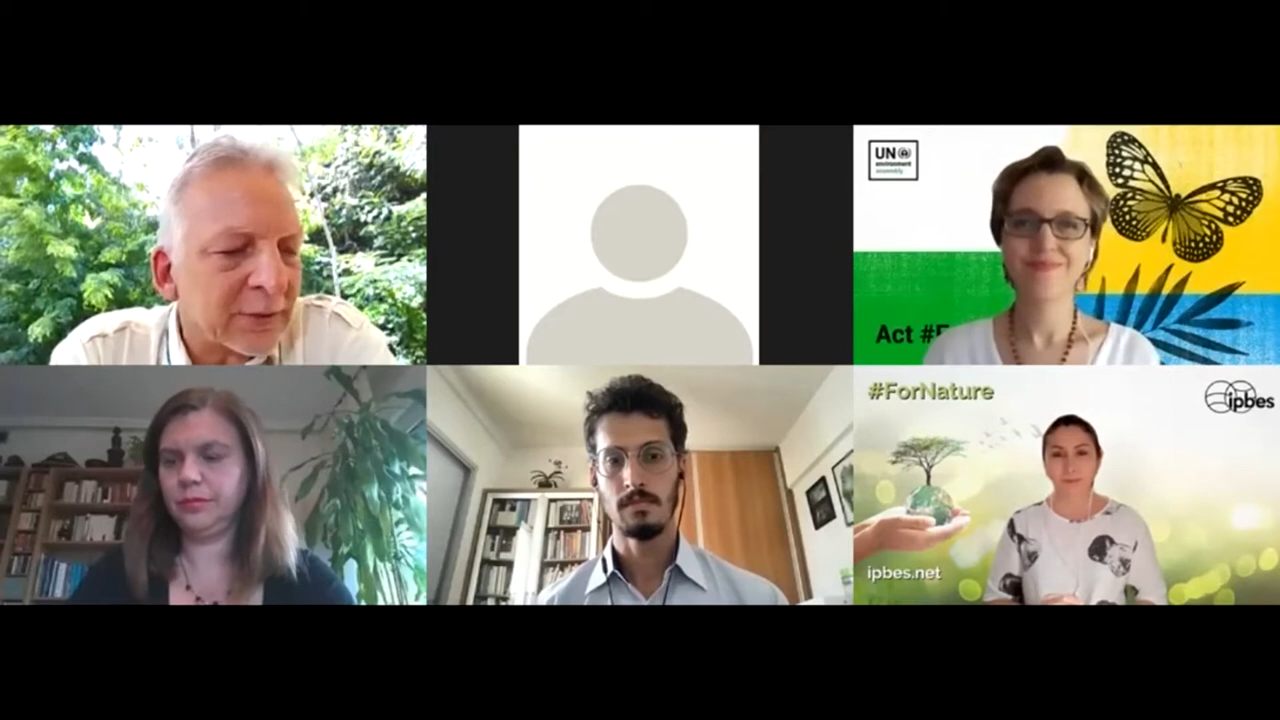 UN
environment
assembly
Act #F
#ForNature
ipbes
ipbes.net